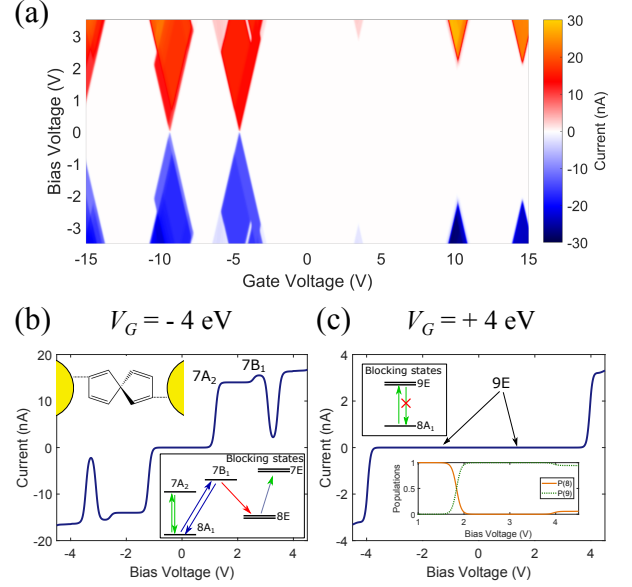 (a)
Bias Voltage (V)
3
2
1
0
-1
-2
-3
-15
-10
-5
0
5
10
15
Gate Voltage (V)
30
20
10
0
-10
-20
-30
Current (nA)
(b)
V_G = - 4 eV
Current (nA)
20
10
0
-10
-20
-4
-2
0
2
4
Bias Voltage (V)
7A₂
7B₁
Blocking states
7A₂
7B₁
7E
8A₁
8E
(c)
V_G = + 4 eV
Current (nA)
4
2
0
-2
-4
-4
-2
0
2
4
Bias Voltage (V)
Blocking states
9E
8A₁
9E
Populations
1
0.5
0
1
2
3
4
Bias Voltage (V)
P(8)
P(9)